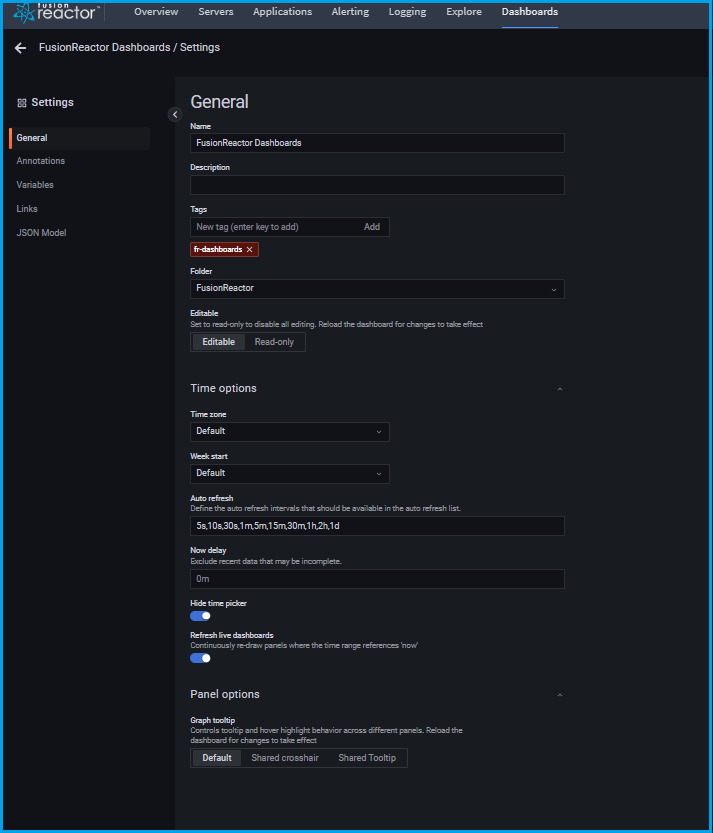 fusion
reactor
Overview Servers Applications Alerting Logging Explore Dashboards
FusionReactor Dashboards / Settings
Settings
General
Annotations
Variables
Links
JSON Model
General
Name
FusionReactor Dashboards
Description
Tags
New tag (enter key to add) Add
fr-dashboards
Folder
FusionReactor
Editable
Set to read-only to disable all editing. Reload the dashboard for changes to take effect
Editable Read-only
Time options
Time zone
Default
Week start
Default
Auto refresh
Define the auto refresh intervals that should be available in the auto refresh list.
5s,10s,30s,1m,5m,15m,30m,1h,2h,1d
Now delay
Exclude recent data that may be incomplete.
0m
Hide time picker
Refresh live dashboards
Continuously re-draw panels where the time range references 'now'
Panel options
Graph tooltip
Controls tooltip and hover highlight behavior across different panels. Reload the
dashboard for changes to take effect
Default Shared crosshair Shared Tooltip